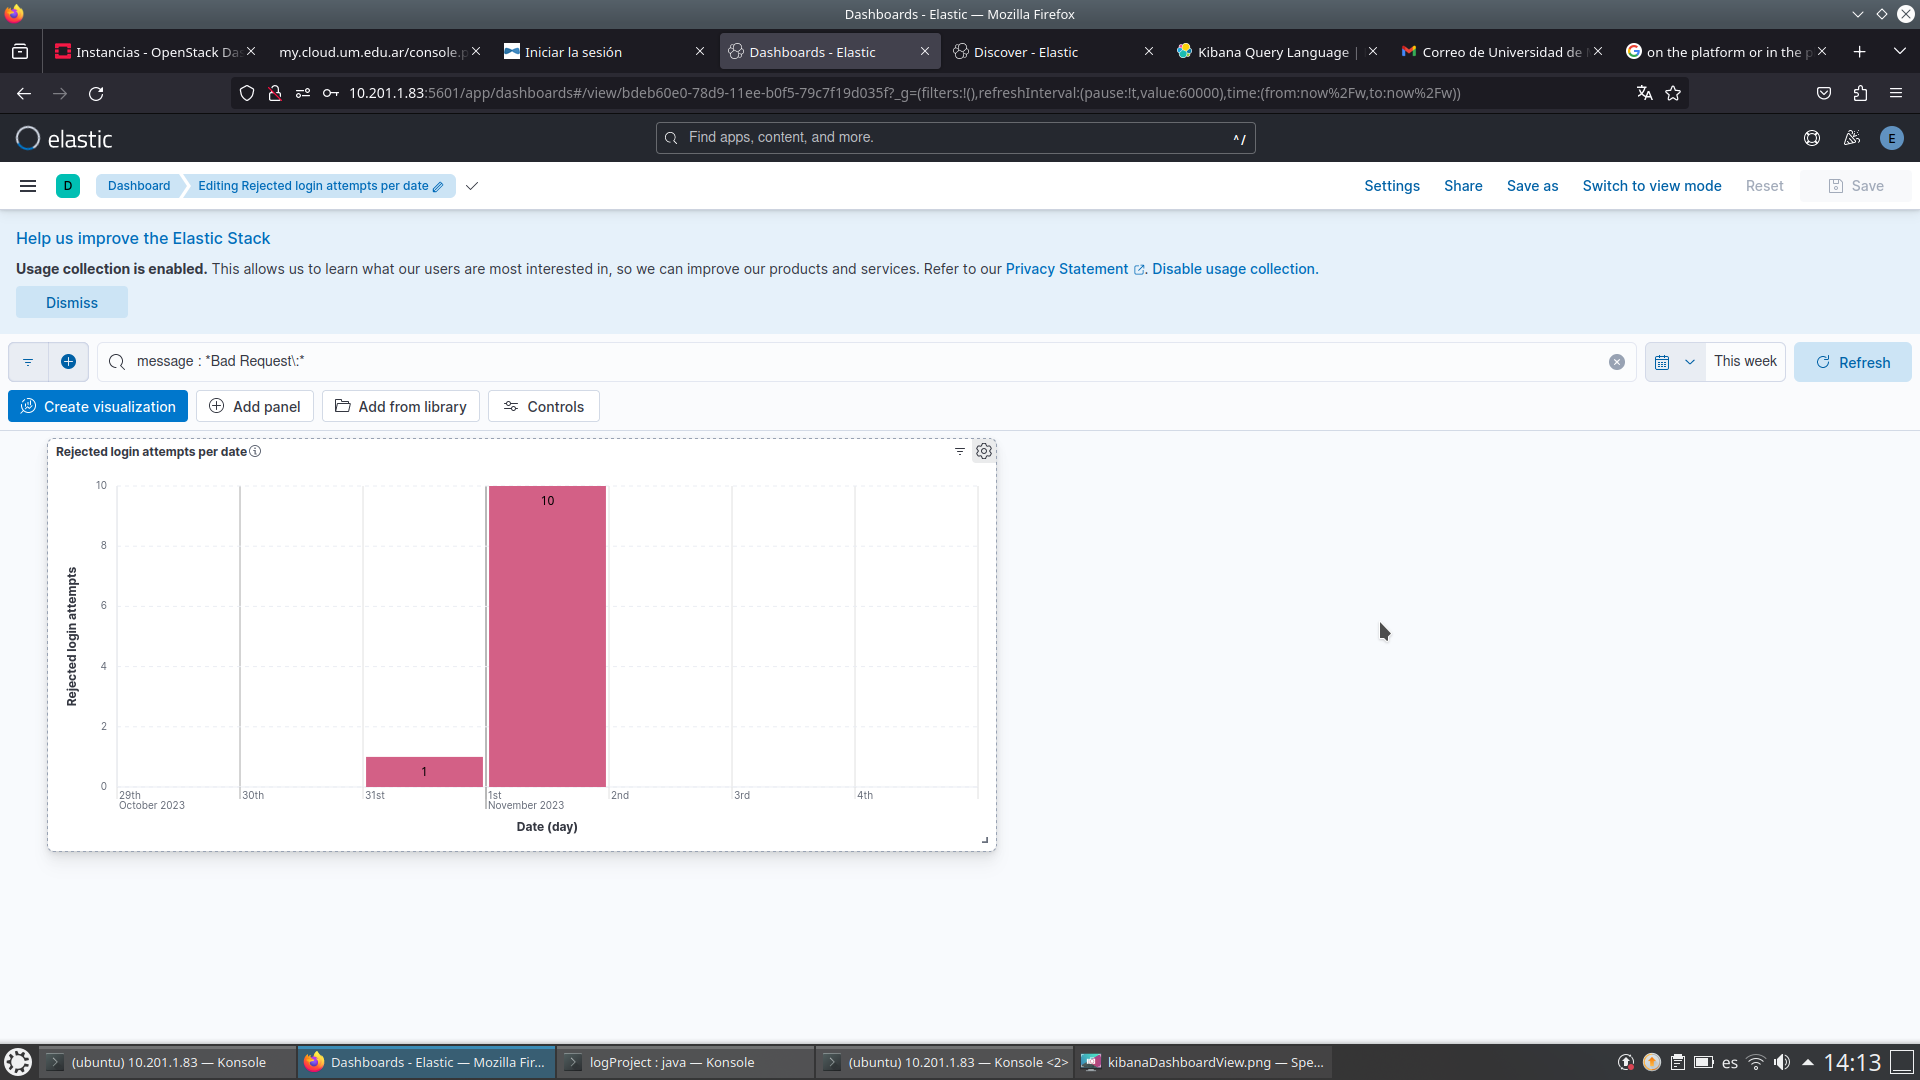 Dashboards - Elastic — Mozilla Firefox
Instancias - OpenStack Das
my.cloud.um.edu.ar/console.p
Iniciar la sesión
Dashboards - Elastic
Discover - Elastic
Kibana Query Language |
Correo de Universidad de M
on the platform or in the p
10.201.1.83:5601/app/dashboards#/view/bdeb60e0-78d9-11ee-b0f5-79c7f19d035f?_g=(filters:!(),refreshInterval:(pause:!t,value:60000),time:(from:now%2Fw,to:now%2Fw))
elastic
Find apps, content, and more.
^/
E
D
Dashboard
Editing Rejected login attempts per date
Settings
Share
Save as
Switch to view mode
Reset
Save
Help us improve the Elastic Stack
Usage collection is enabled. This allows us to learn what our users are most interested in, so we can improve our products and services. Refer to our Privacy Statement . Disable usage collection.
Dismiss
message : *Bad Request\:*
This week
Refresh
Create visualization
Add panel
Add from library
Controls
Rejected login attempts per date
Rejected login attempts
10
8
6
4
2
0
1
10
29th
October 2023
30th
31st
1st
November 2023
2nd
3rd
4th
Date (day)
(ubuntu) 10.201.1.83 — Konsole
Dashboards - Elastic — Mozilla Fir...
logProject : java — Konsole
(ubuntu) 10.201.1.83 — Konsole <2>
kibanaDashboardView.png — Spe...
es
14:13